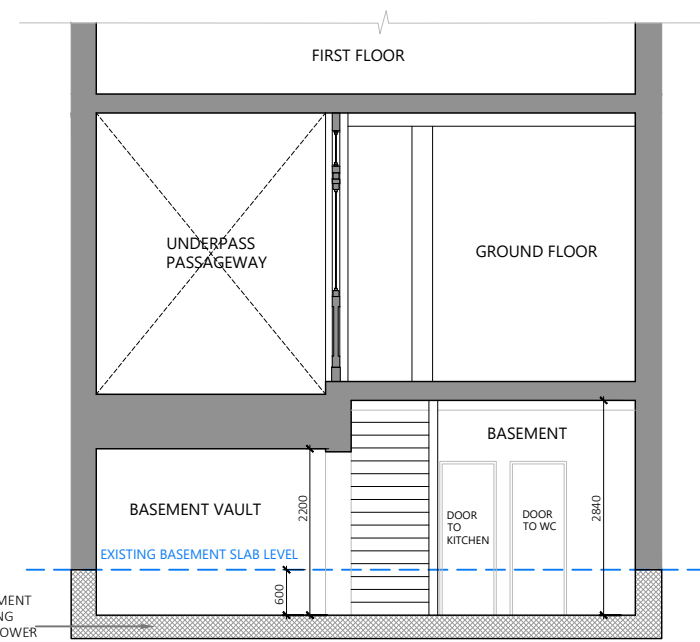 FIRST FLOOR
UNDERPASS
PASSAGEWAY
GROUND FLOOR
BASEMENT
BASEMENT VAULT
2200
2840
DOOR
TO
KITCHEN
DOOR
TO WC
EXISTING BASEMENT SLAB LEVEL
600
MENT
NG
OWER